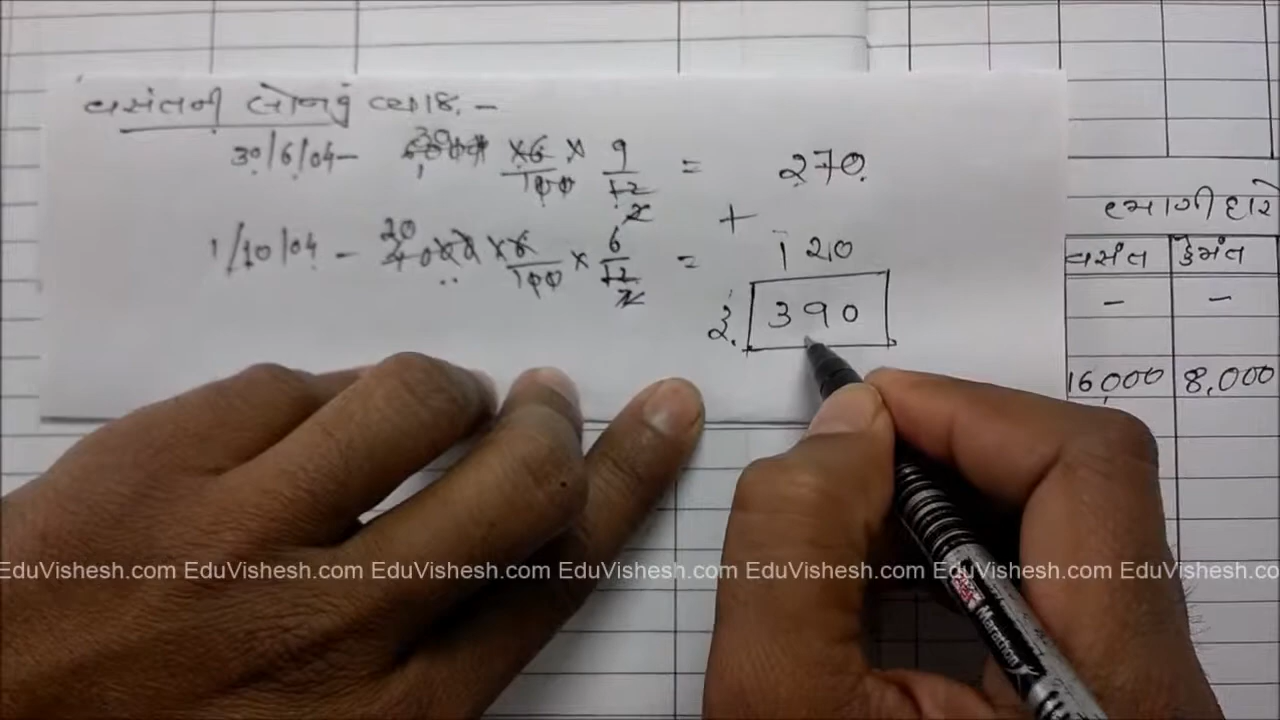 વસંતની લોનનું વ્યાજ. -
30/6/04 - 6000 × 6/100 × 9/12 = 270
+
1/10/04 - 4000 × 6/100 × 6/12 = 120
રૂ. 390
ભાગીદારો
વસંત હેમંત
- -
16,000 8,000
EduVishesh.com EduVishesh.com EduVishesh.com EduVishesh.com EduVishesh.com EduVishesh.com EduVishesh.com
Marathon